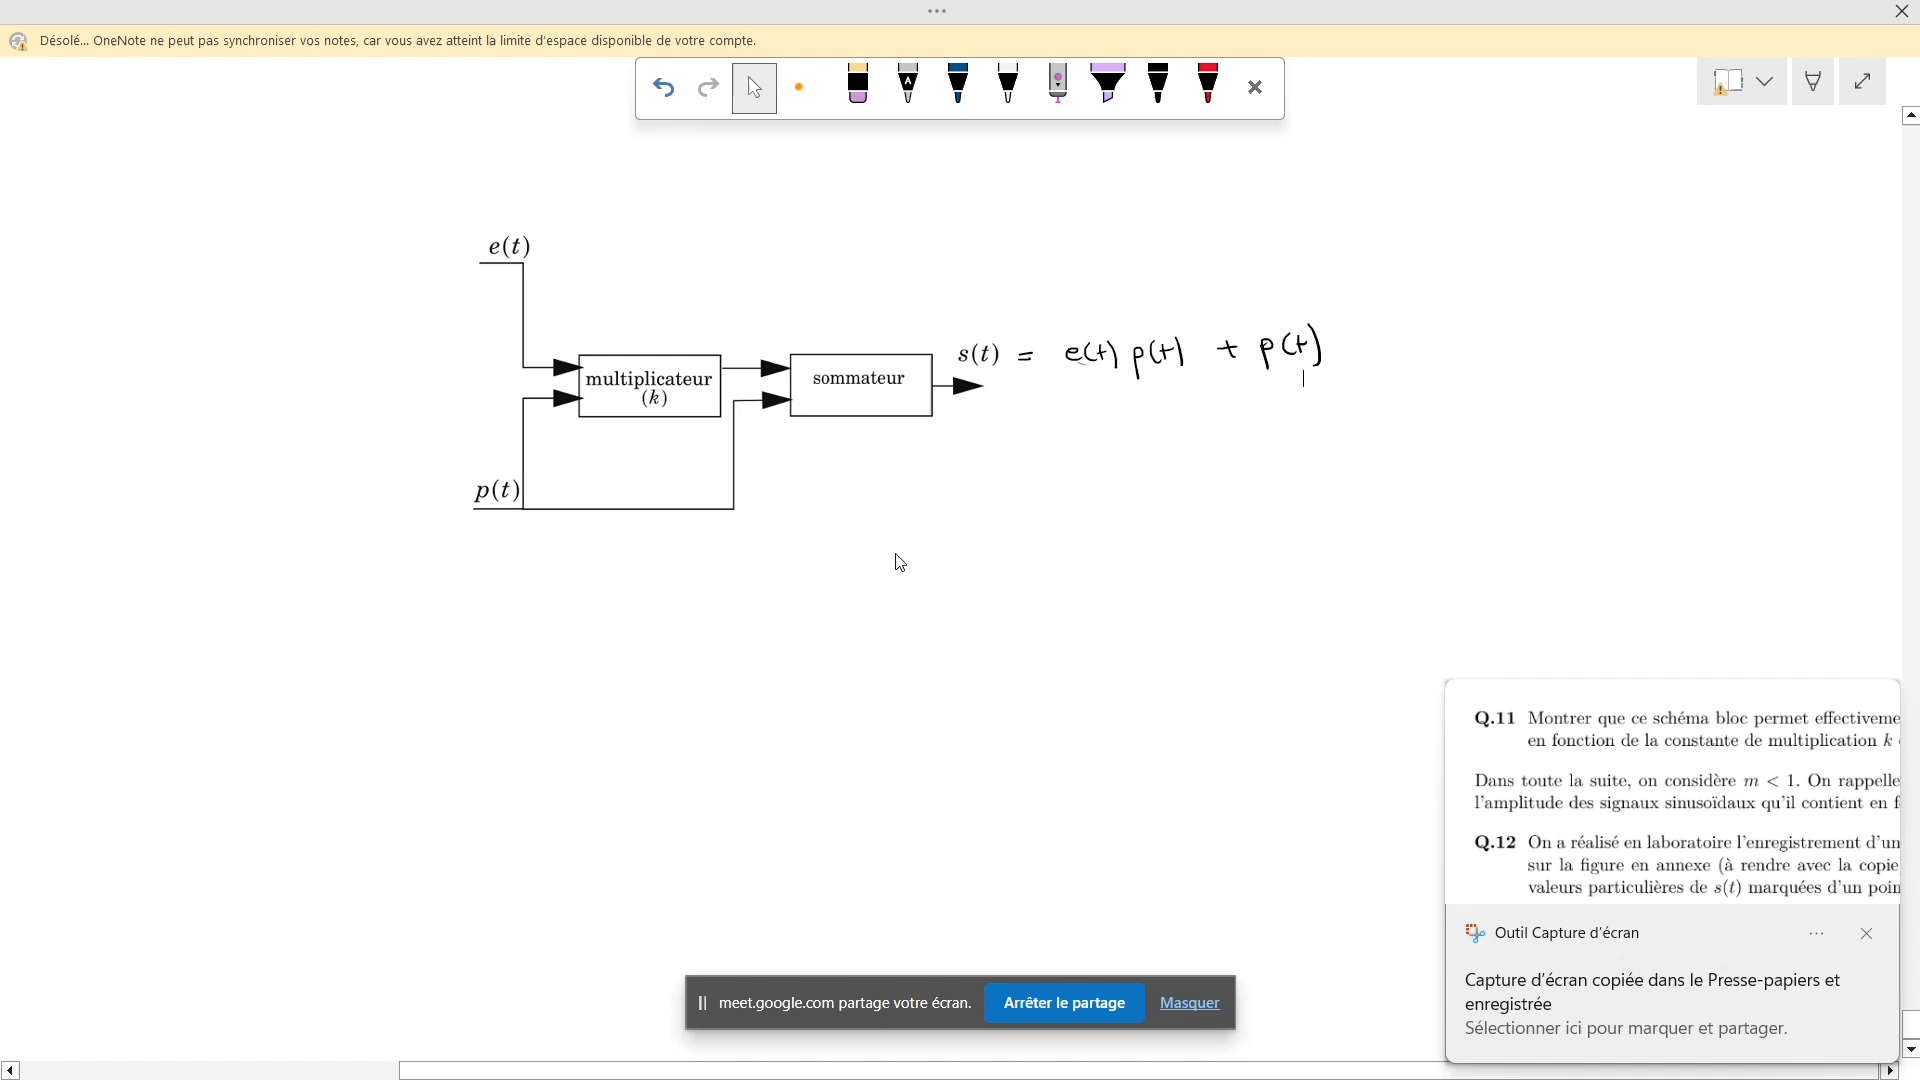 Désolé... OneNote ne peut pas synchroniser vos notes, car vous avez atteint la limite d'espace disponible de votre compte.
e(t)
s(t) = e(t) p(t) + p(t)
multiplicateur
(k)
sommateur
p(t)
Q.11 Montrer que ce schéma bloc permet effectiveme
en fonction de la constante de multiplication k
Dans toute la suite, on considère m < 1. On rappelle
l'amplitude des signaux sinusoïdaux qu'il contient en f
Q.12 On a réalisé en laboratoire l'enregistrement d'un
sur la figure en annexe (à rendre avec la copie
valeurs particulières de s(t) marquées d'un poin
Outil Capture d'écran
Capture d'écran copiée dans le Presse-papiers et
enregistrée
Sélectionner ici pour marquer et partager.
meet.google.com partage votre écran. Arrêter le partage Masquer